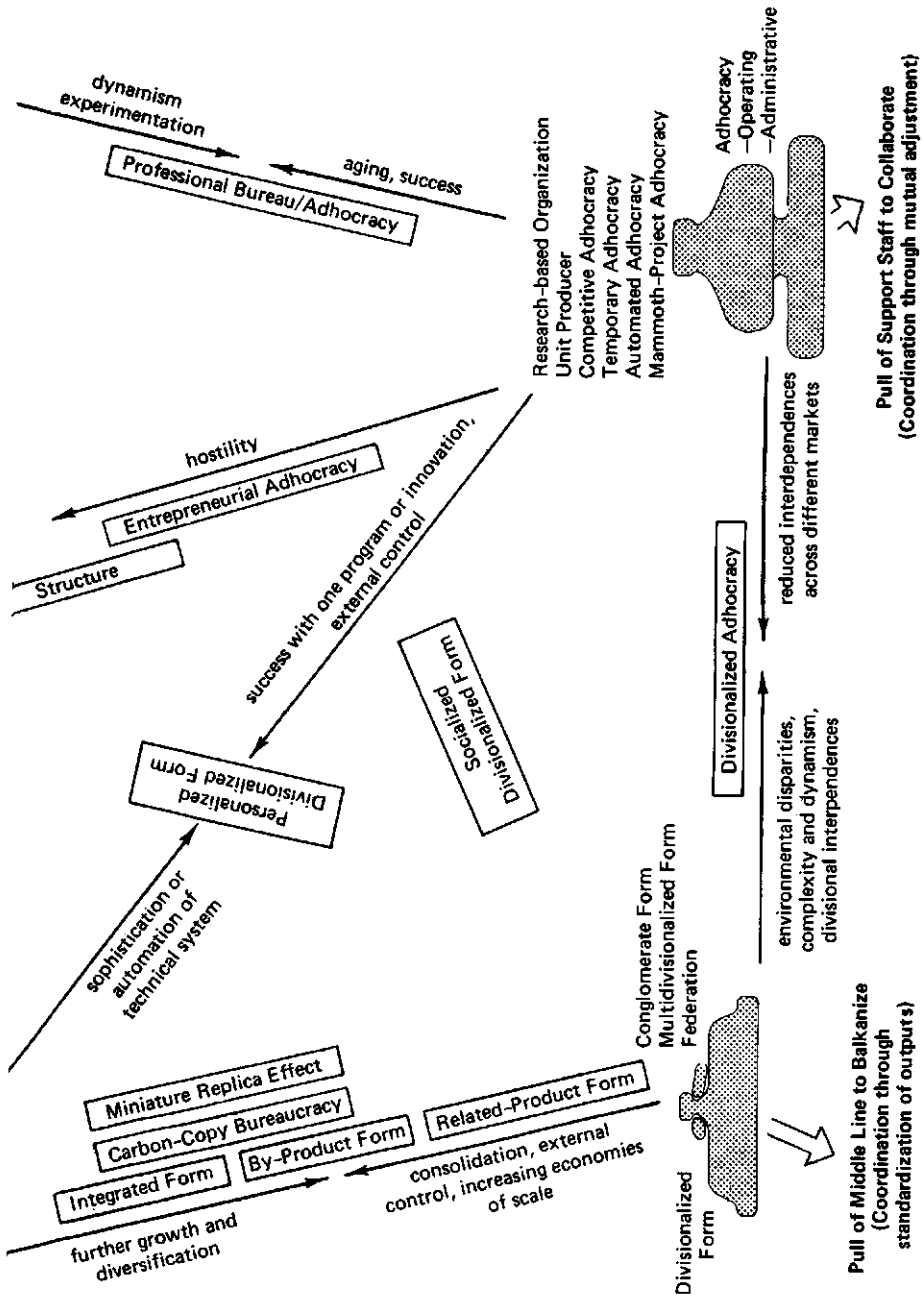 dynamism
experimentation
Professional Bureau/Adhocracy
aging, success
hostility
Entrepreneurial Adhocracy
Structure
Research-based Organization
Unit Producer
Competitive Adhocracy
Temporary Adhocracy
Automated Adhocracy
Mammoth-Project Adhocracy
Adhocracy
–Operating
–Administrative
success with one program or innovation,
external control
Personalized
Divisionalized Form
Socialized
Divisionalized Form
sophistication or
automation of
technical system
Miniature Replica Effect
Carbon-Copy Bureaucracy
Integrated Form
By-Product Form
Related-Product Form
further growth and
diversification
consolidation, external
control, increasing economies
of scale
Conglomerate Form
Multidivisionalized Form
Federation
Divisionalized
Form
Divisionalized Adhocracy
reduced interdependences
across different markets
environmental disparities,
complexity and dynamism,
divisional interpendences
Pull of Middle Line to Balkanize
(Coordination through
standardization of outputs)
Pull of Support Staff to Collaborate
(Coordination through mutual adjustment)